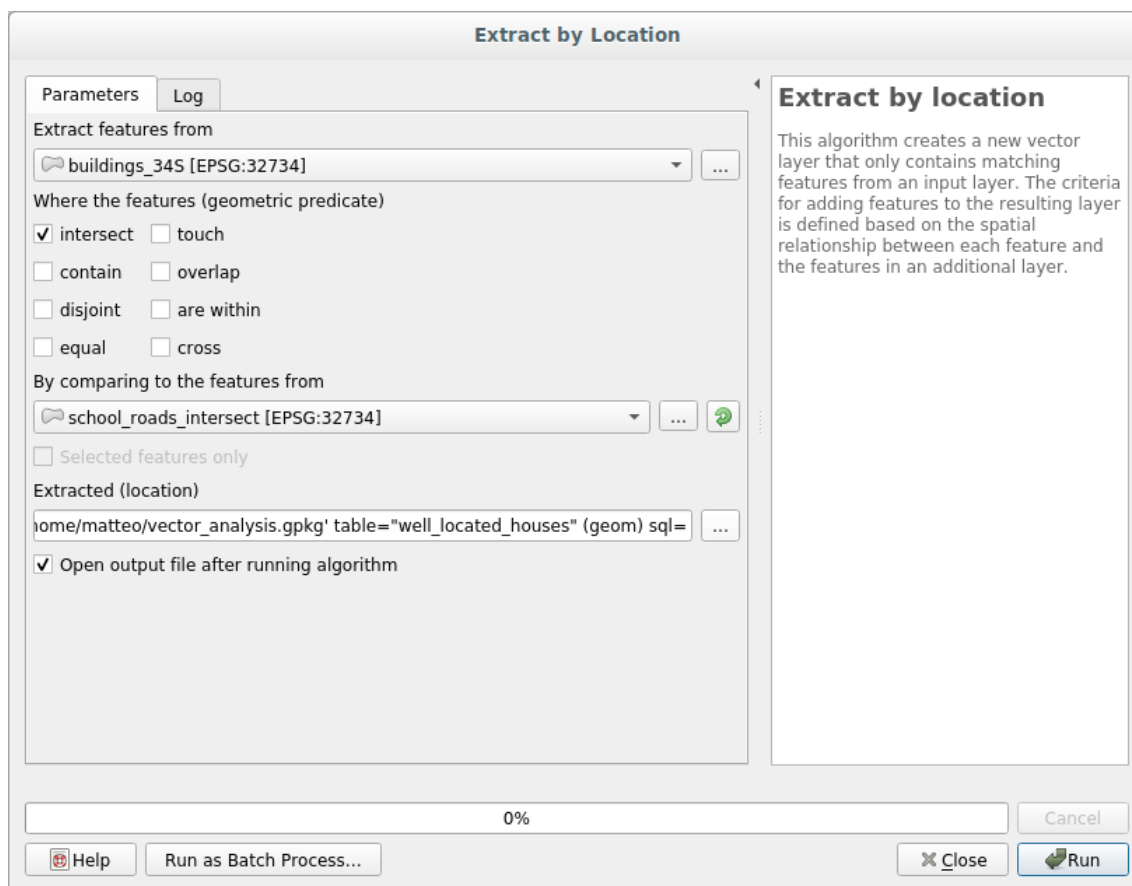 Extract by Location
Parameters
Log
Extract features from
buildings_34S [EPSG:32734]
...
Where the features (geometric predicate)
intersect
touch
contain
overlap
disjoint
are within
equal
cross
By comparing to the features from
school_roads_intersect [EPSG:32734]
...
Selected features only
Extracted (location)
home/matteo/vector_analysis.gpkg' table="well_located_houses" (geom) sql=
...
Open output file after running algorithm
Extract by location
This algorithm creates a new vector
layer that only contains matching
features from an input layer. The criteria
for adding features to the resulting layer
is defined based on the spatial
relationship between each feature and
the features in an additional layer.
0%
Cancel
Help
Run as Batch Process...
Close
Run